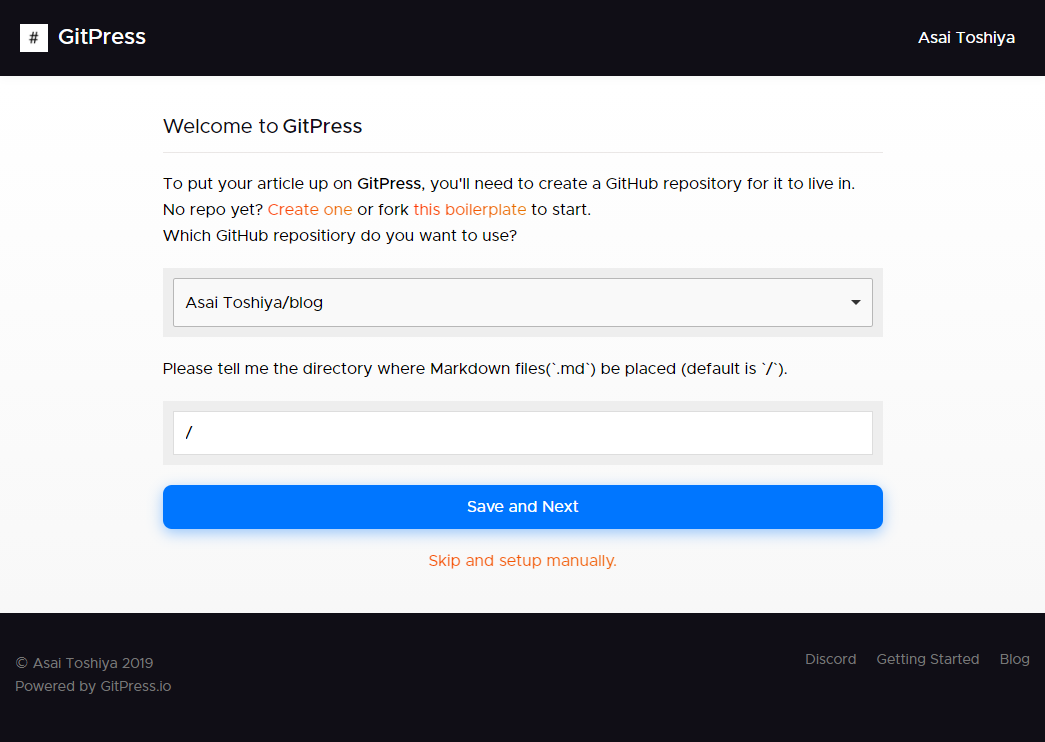 # GitPress
Asai Toshiya
Welcome to GitPress
To put your article up on GitPress, you'll need to create a GitHub repository for it to live in.
No repo yet? Create one or fork this boilerplate to start.
Which GitHub repositiory do you want to use?
Asai Toshiya/blog
Please tell me the directory where Markdown files(`.md`) be placed (default is `/`).
/
Save and Next
Skip and setup manually.
© Asai Toshiya 2019
Powered by GitPress.io
Discord Getting Started Blog